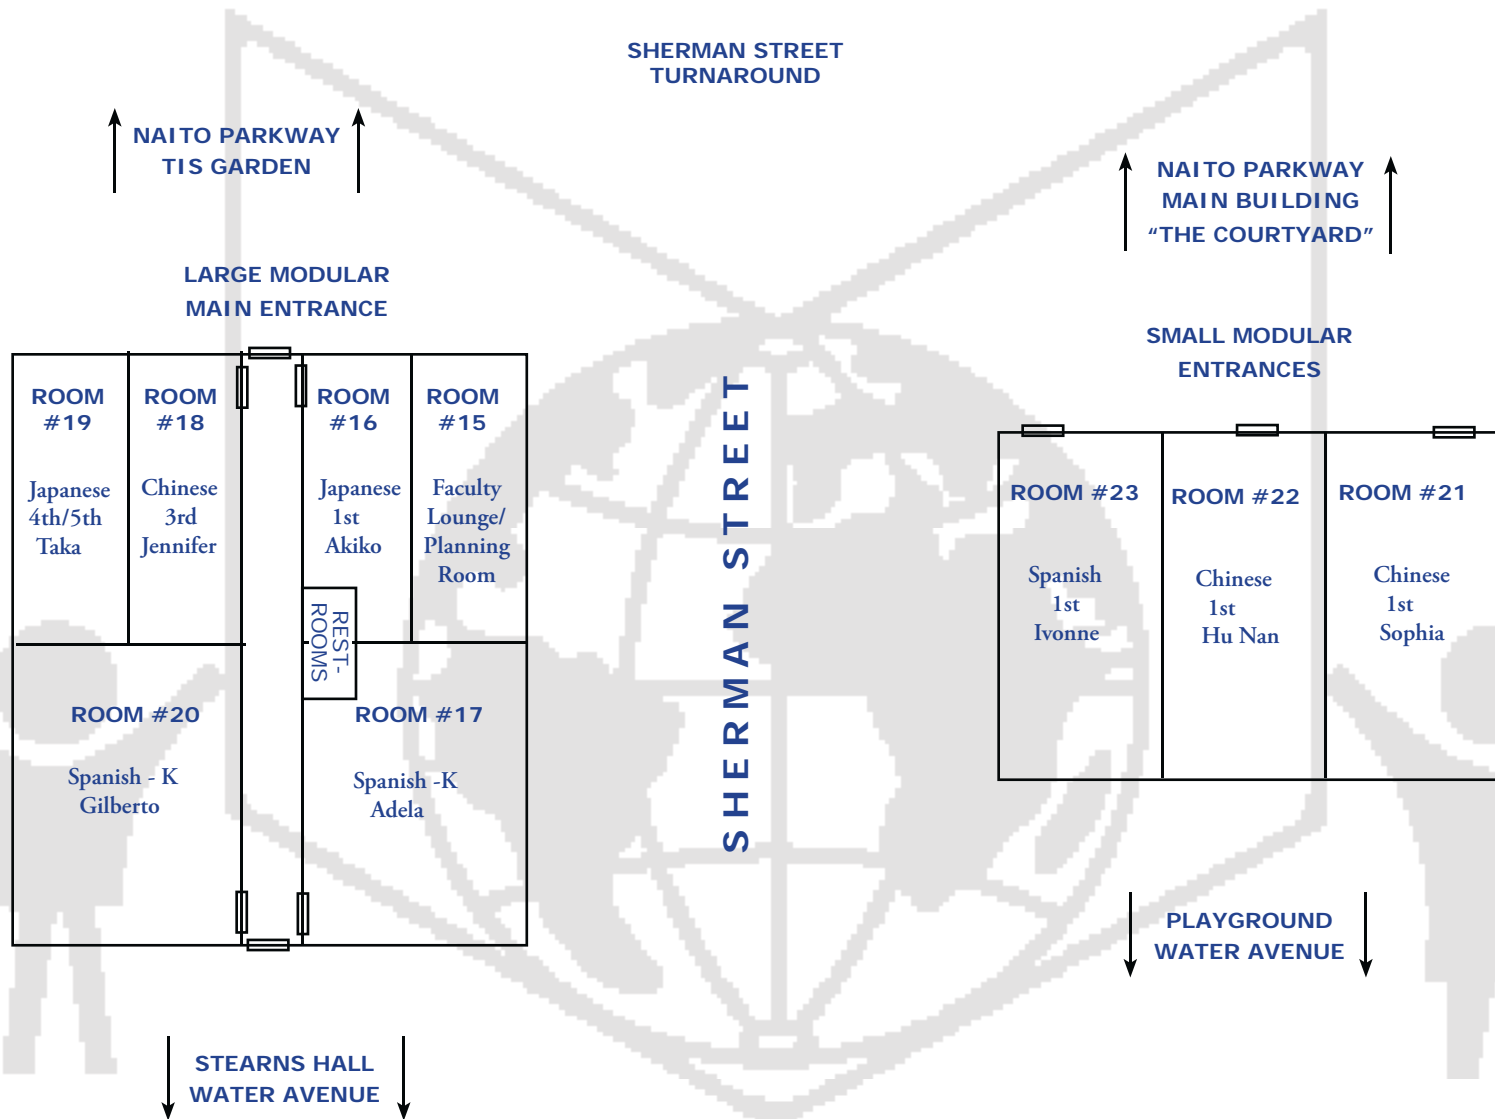 SHERMAN STREET
TURNAROUND
NAITO PARKWAY
TIS GARDEN
NAITO PARKWAY
MAIN BUILDING
“THE COURTYARD”
LARGE MODULAR
MAIN ENTRANCE
SMALL MODULAR
ENTRANCES
ROOM
#19
Japanese
4th/5th
Taka
ROOM
#18
Chinese
3rd
Jennifer
ROOM
#16
Japanese
1st
Akiko
ROOM
#15
Faculty
Lounge/
Planning
Room
REST-
ROOMS
ROOM #20
Spanish - K
Gilberto
ROOM #17
Spanish -K
Adela
SHERMAN STREET
ROOM #23
Spanish
1st
Ivonne
ROOM #22
Chinese
1st
Hu Nan
ROOM #21
Chinese
1st
Sophia
PLAYGROUND
WATER AVENUE
STEARNS HALL
WATER AVENUE